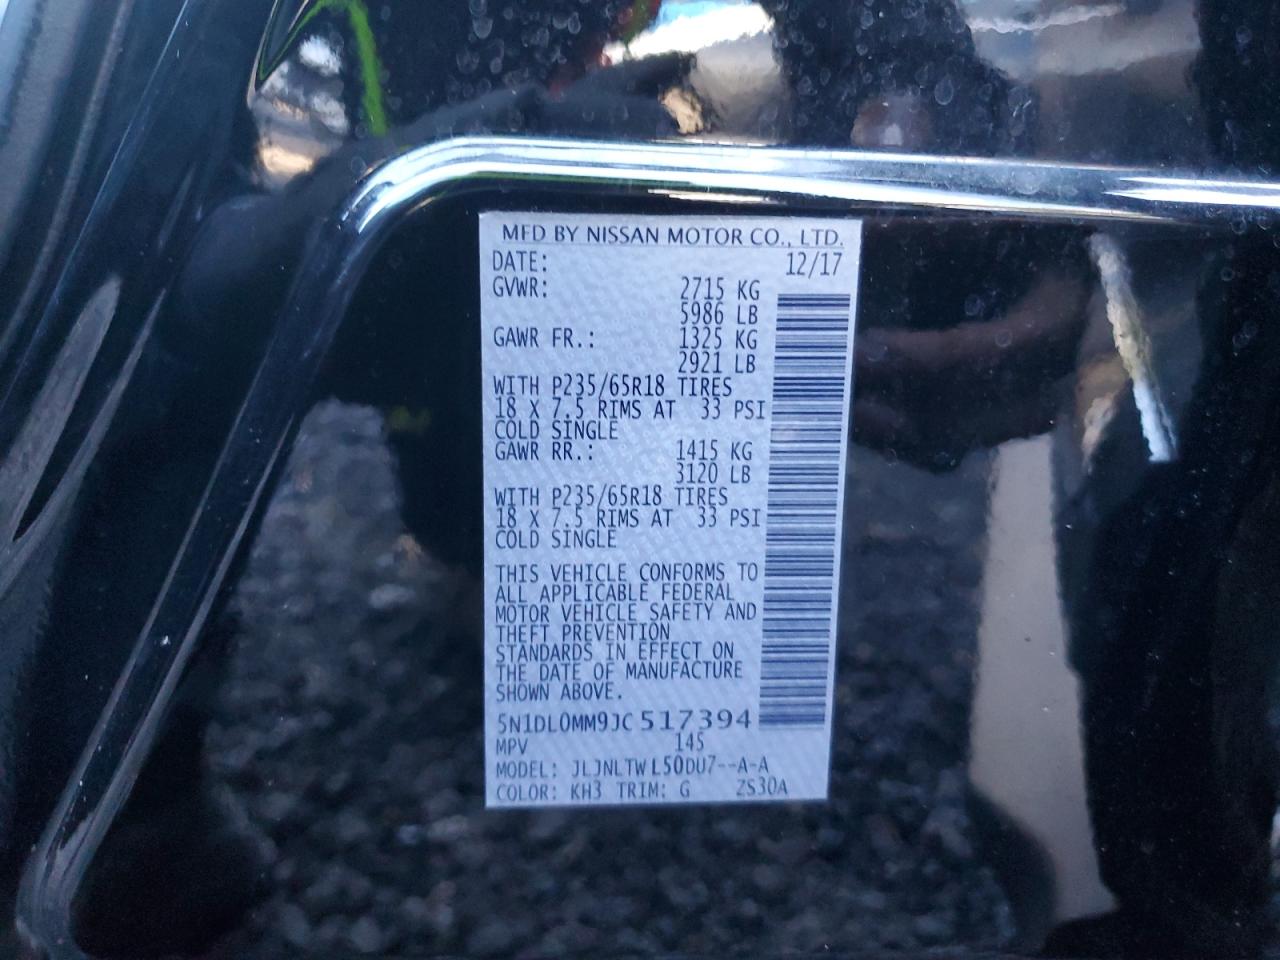 MFD BY NISSAN MOTOR CO., LTD.
DATE: 12/17
GVWR: 2715 KG
5986 LB
GAWR FR.: 1325 KG
2921 LB
WITH P235/65R18 TIRES
18 X 7.5 RIMS AT 33 PSI
COLD SINGLE
GAWR RR.: 1415 KG
3120 LB
WITH P235/65R18 TIRES
18 X 7.5 RIMS AT 33 PSI
COLD SINGLE
THIS VEHICLE CONFORMS TO
ALL APPLICABLE FEDERAL
MOTOR VEHICLE SAFETY AND
THEFT PREVENTION
STANDARDS IN EFFECT ON
THE DATE OF MANUFACTURE
SHOWN ABOVE.
5N1DL0MM9JC517394
MPV 145
MODEL: JLJNLTWL50DU7--A-A
COLOR: KH3 TRIM: G ZS30A